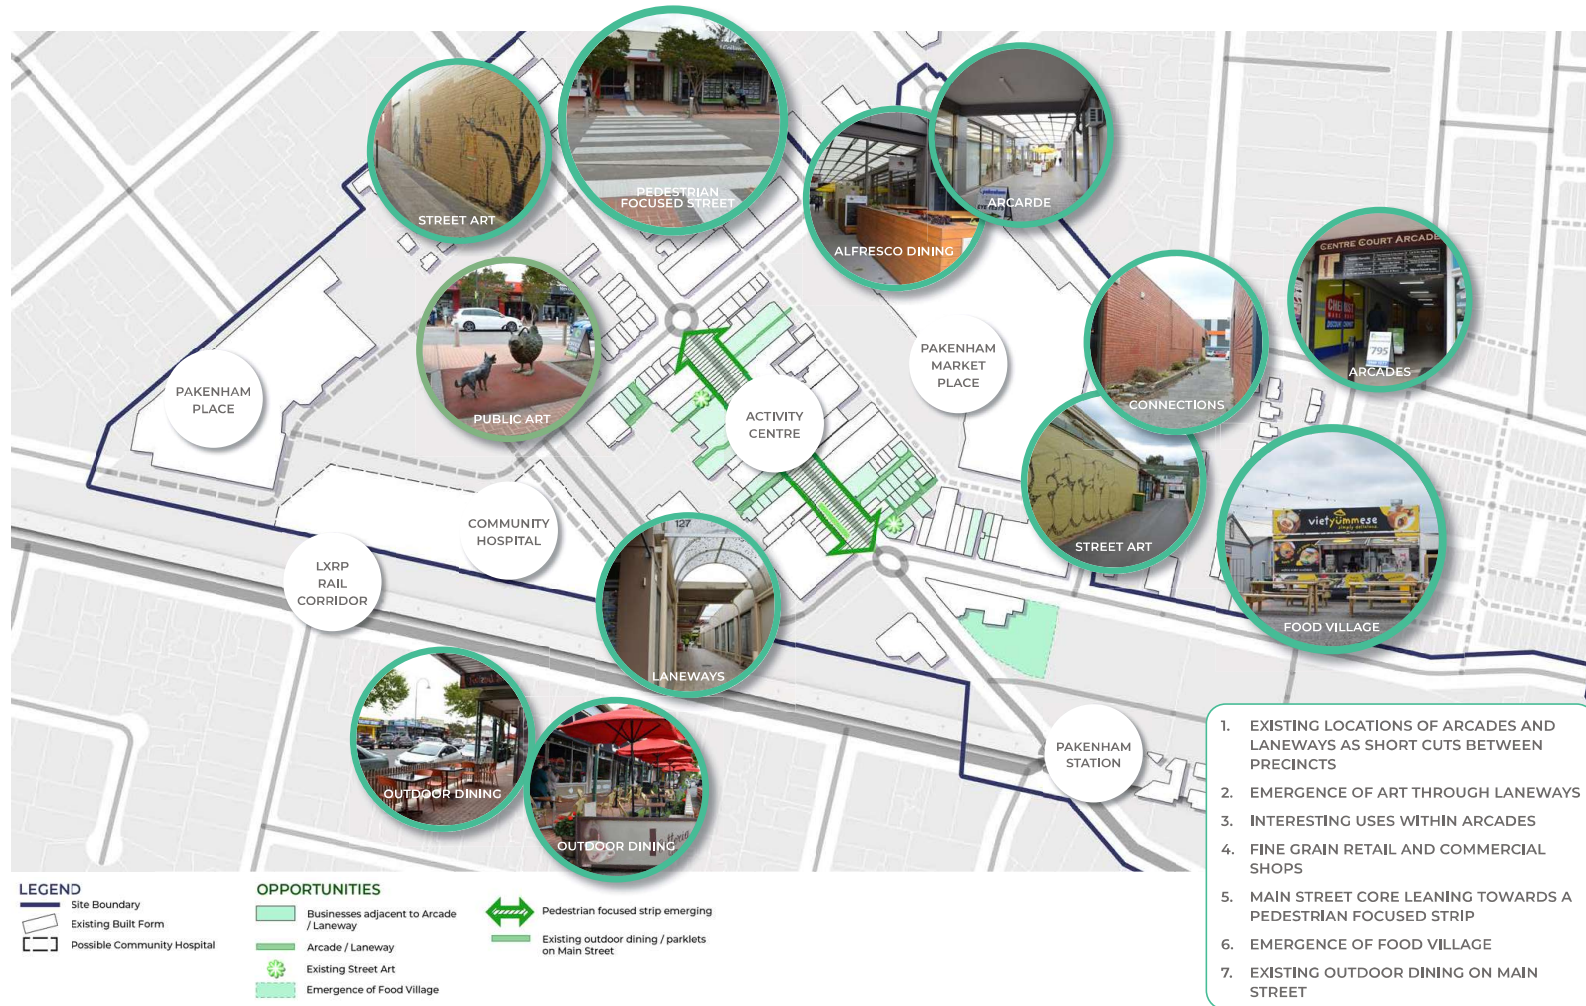 STREET ART
PEDESTRIAN
FOCUSED STREET
ALFRESCO DINING
ARCARDE
CENTRE COURT ARCADE
795
ARCADES
PUBLIC ART
CONNECTIONS
STREET ART
vietyummese
simply delicious
FOOD VILLAGE
127
LANEWAYS
OUTDOOR DINING
OUTDOOR DINING
PAKENHAM
PLACE
ACTIVITY
CENTRE
PAKENHAM
MARKET
PLACE
COMMUNITY
HOSPITAL
LXRP
RAIL
CORRIDOR
PAKENHAM
STATION
1. EXISTING LOCATIONS OF ARCADES AND
LANEWAYS AS SHORT CUTS BETWEEN
PRECINCTS
2. EMERGENCE OF ART THROUGH LANEWAYS
3. INTERESTING USES WITHIN ARCADES
4. FINE GRAIN RETAIL AND COMMERCIAL
SHOPS
5. MAIN STREET CORE LEANING TOWARDS A
PEDESTRIAN FOCUSED STRIP
6. EMERGENCE OF FOOD VILLAGE
7. EXISTING OUTDOOR DINING ON MAIN
STREET
LEGEND
Site Boundary
Existing Built Form
Possible Community Hospital
OPPORTUNITIES
Businesses adjacent to Arcade
/ Laneway
Arcade / Laneway
Existing Street Art
Emergence of Food Village
Pedestrian focused strip emerging
Existing outdoor dining / parklets
on Main Street